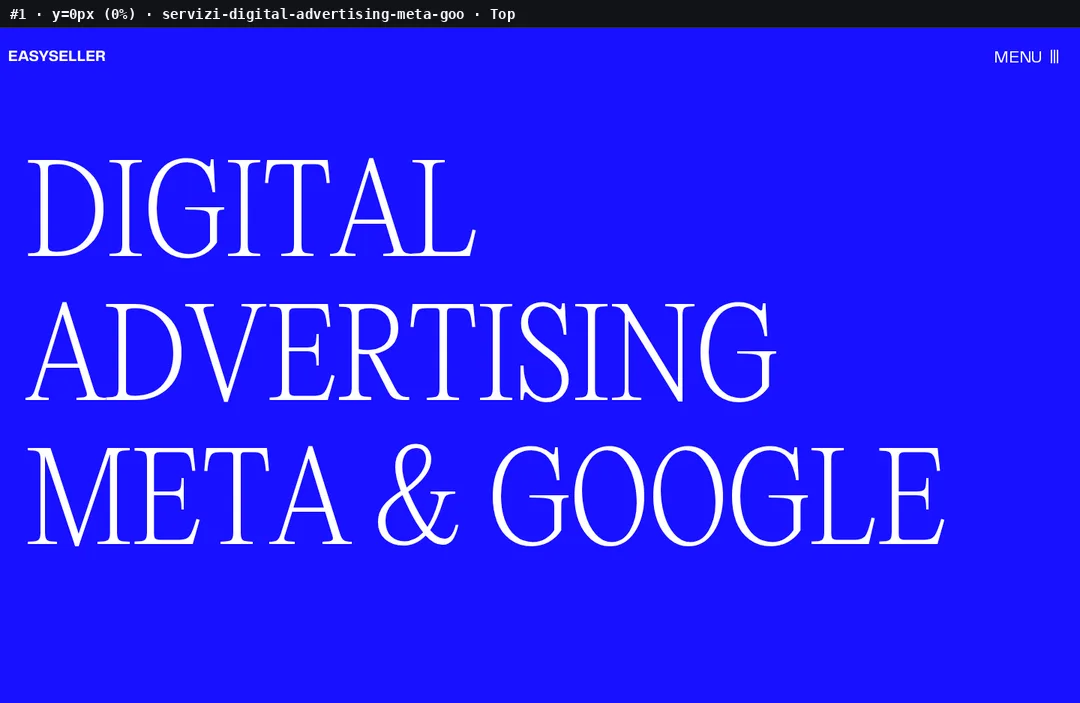 #1 · y=0px (0%) · servizi-digital-advertising-meta-goo · Top
EASYSELLER
MENU
DIGITAL
ADVERTISING
META & GOOGLE